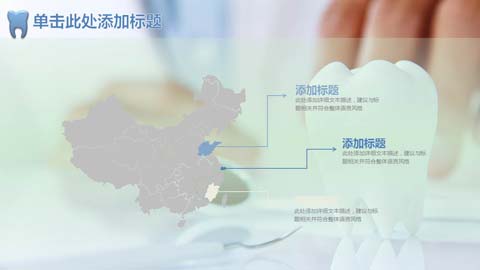 单击此处添加标题
添加标题
此处添加详细文本描述，建议与标
题相关并符合整体语言风格
添加标题
此处添加详细文本描述，建议与标
题相关并符合整体语言风格
此处添加详细文本描述，建议与标
题相关并符合整体语言风格